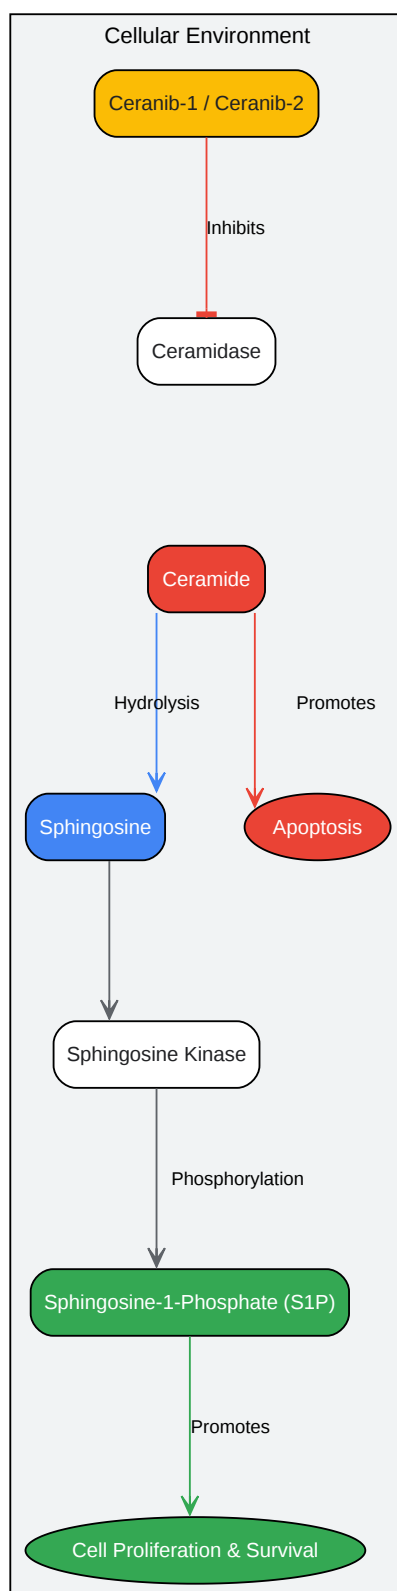 Cellular Environment
Ceranib-1 / Ceranib-2
Inhibits
Ceramidase
Ceramide
Hydrolysis
Promotes
Sphingosine
Apoptosis
Sphingosine Kinase
Phosphorylation
Sphingosine-1-Phosphate (S1P)
Promotes
Cell Proliferation & Survival